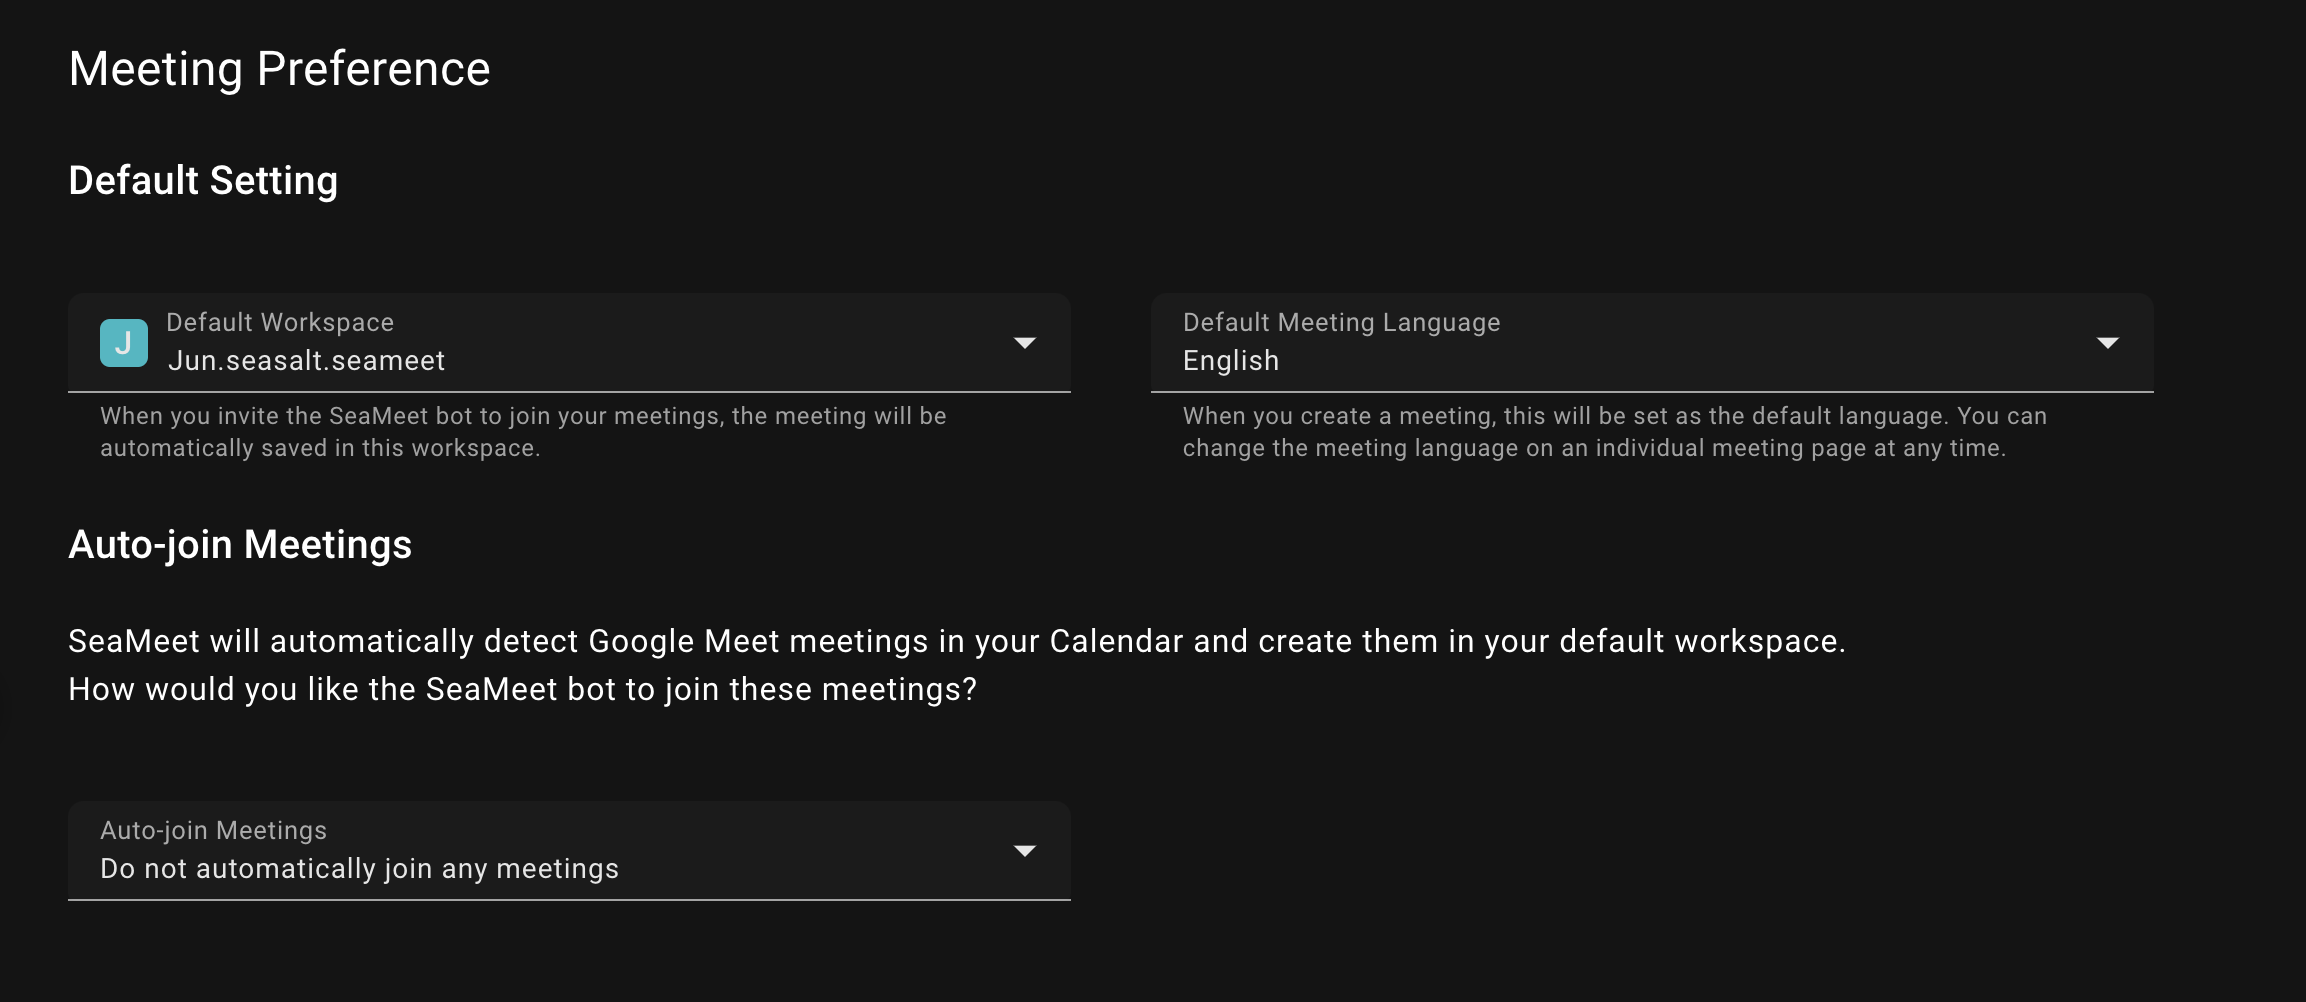 Meeting Preference
Default Setting
J
Default Workspace
Jun.seasalt.seameet
When you invite the SeaMeet bot to join your meetings, the meeting will be
automatically saved in this workspace.
Default Meeting Language
English
When you create a meeting, this will be set as the default language. You can
change the meeting language on an individual meeting page at any time.
Auto-join Meetings
SeaMeet will automatically detect Google Meet meetings in your Calendar and create them in your default workspace.
How would you like the SeaMeet bot to join these meetings?
Auto-join Meetings
Do not automatically join any meetings